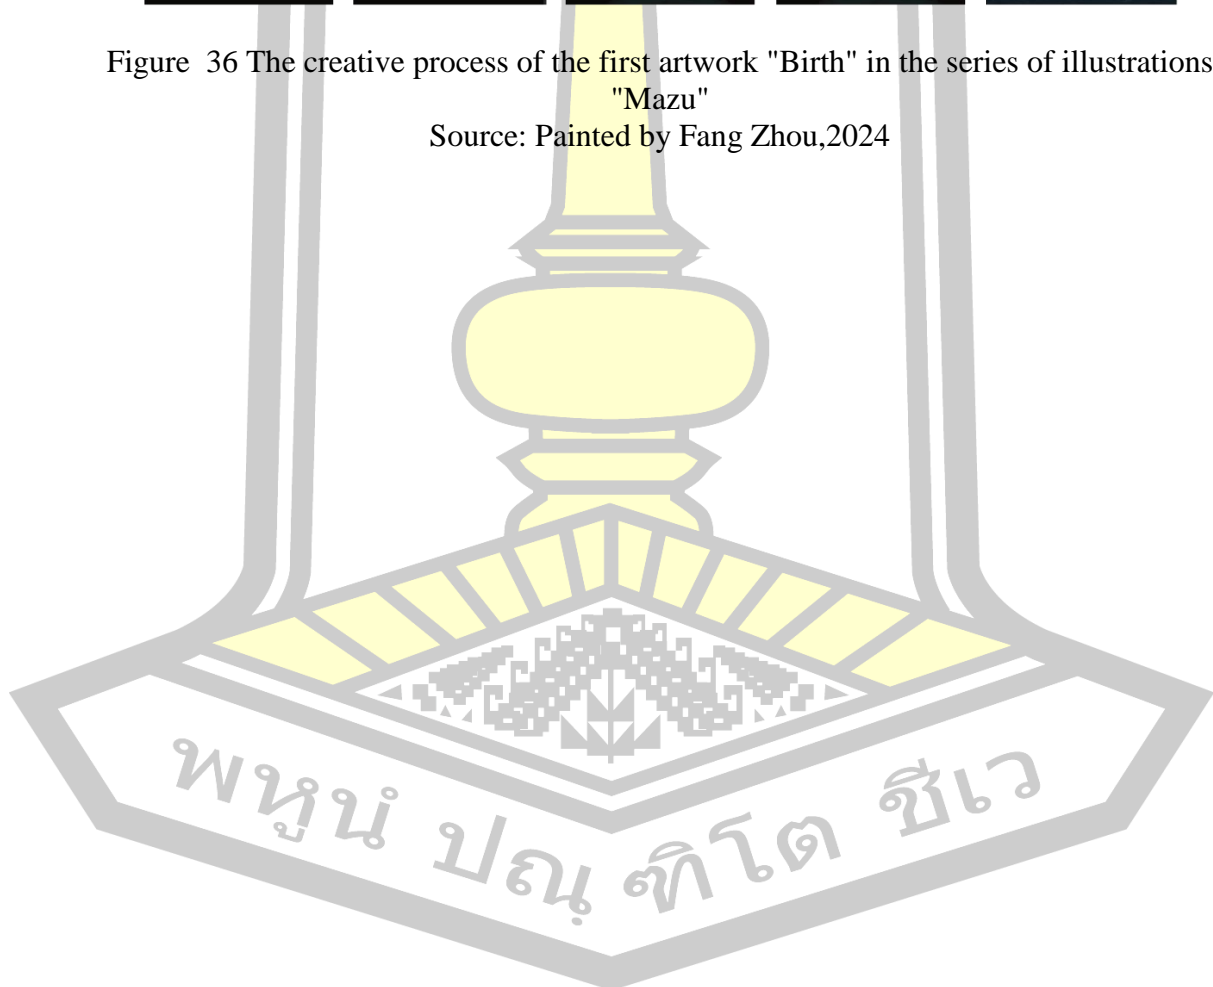 Figure  36 The creative process of the first artwork "Birth" in the series of illustrations
"Mazu"
Source: Painted by Fang Zhou,2024
พหูนํ ปณฺ ฑิโต ชีเว